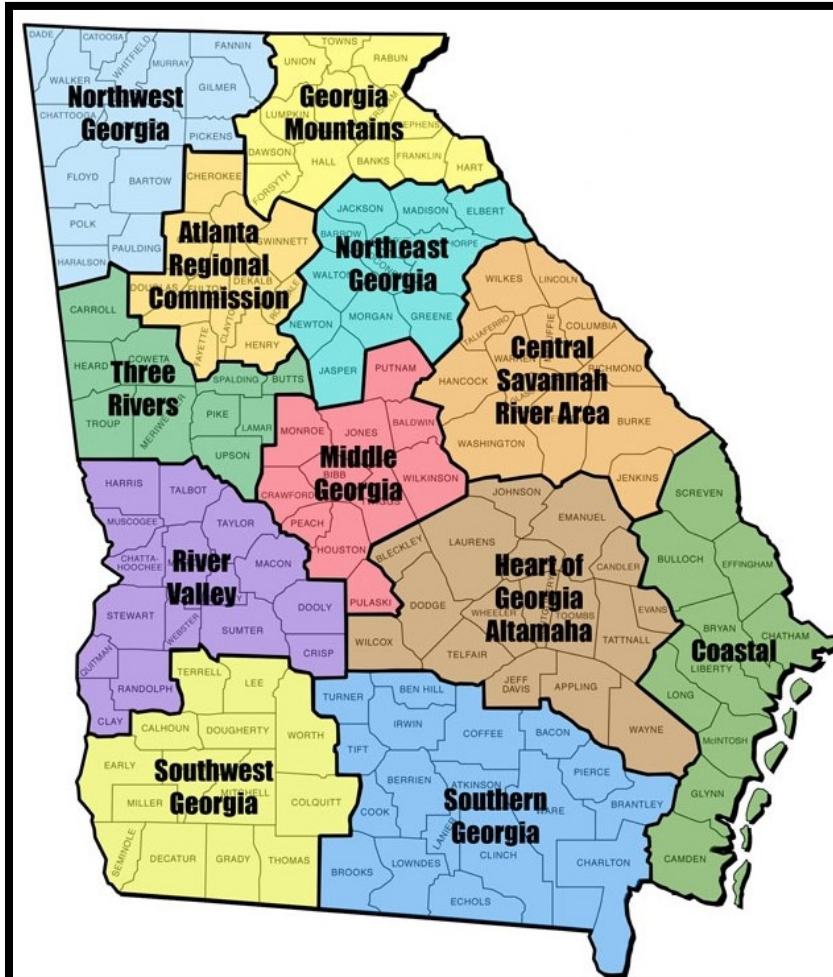 DADE
CATOOSA
WHITFIELD
MURRAY
FANNIN
WALKER
GILMER
Northwest
Georgia
CHATTOOGA
PICKENS
FLOYD
BARTOW
POLK
PAULDING
HARALSON
TOWNS
UNION
RABUN
Georgia
Mountains
LUMPKIN
DAWSON
HALL
BANKS
FRANKLIN
HART
FORSYTH
CHEROKEE
GWINNETT
Atlanta
Regional
Commission
DEKALB
FAYETTE
CLAYTON
HENRY
JACKSON
MADISON
ELBERT
BARROW
Northeast
Georgia
WALTON
NEWTON
MORGAN
GREENE
JASPER
WILKES
LINCOLN
COLUMBIA
TALIAFERRO
Central
Savannah
River Area
WARREN
RICHMOND
HANCOCK
BURKE
WASHINGTON
JENKINS
CARROLL
HEARD
COWETA
Three
Rivers
SPALDING
BUTTS
TROUP
MERIWETHER
PIKE
LAMAR
UPSON
PUTNAM
MONROE
JONES
BALDWIN
Middle
Georgia
BIBB
WILKINSON
CRAWFORD
PEACH
HOUSTON
PULASKI
HARRIS
TALBOT
MUSCOGEE
TAYLOR
CHATTA-
HOOCHEE
River
Valley
MACON
STEWART
WEBSTER
SUMTER
DOOLY
CRISP
QUITMAN
RANDOLPH
CLAY
JOHNSON
EMANUEL
BLECKLEY
LAURENS
CANDLER
Heart of
Georgia
Altamaha
DODGE
WHEELER
TOOMBS
EVANS
TATTNALL
WILCOX
TELFAIR
JEFF
DAVIS
APPLING
WAYNE
SCREVEN
BULLOCH
EFFINGHAM
BRYAN
CHATHAM
Coastal
LIBERTY
LONG
McINTOSH
GLYNN
CAMDEN
TERRELL
LEE
CALHOUN
DOUGHERTY
WORTH
EARLY
Southwest
Georgia
MITCHELL
MILLER
COLQUITT
SEMINOLE
DECATUR
GRADY
THOMAS
TURNER
BEN HILL
IRWIN
COFFEE
BACON
TIFT
PIERCE
BERRIEN
ATKINSON
Southern
Georgia
WARE
BRANTLEY
COOK
LANIER
CLINCH
CHARLTON
BROOKS
LOWNDES
ECHOLS